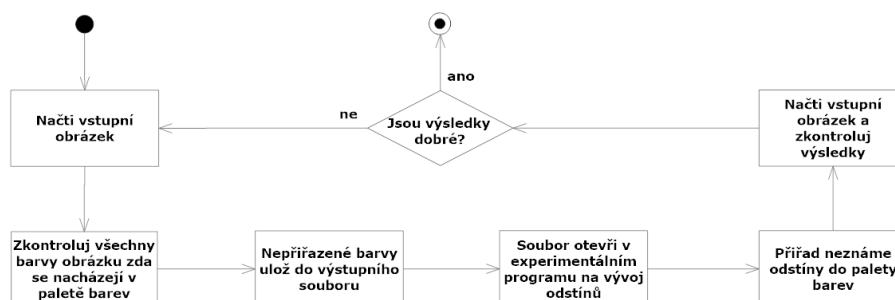 ano
ne
Načti vstupní
obrázek
Jsou výsledky
dobré?
Načti vstupní
obrázek a
zkontroluj
výsledky
Zkontroluj všechny
barvy obrázku zda
se nacházejí v
paletě barev
Nepřiřazené barvy
ulož do výstupního
souboru
Soubor otevři v
experimentálním
programu na vývoj
odstínů
Přiřad neznáme
odstíny do palety
barev